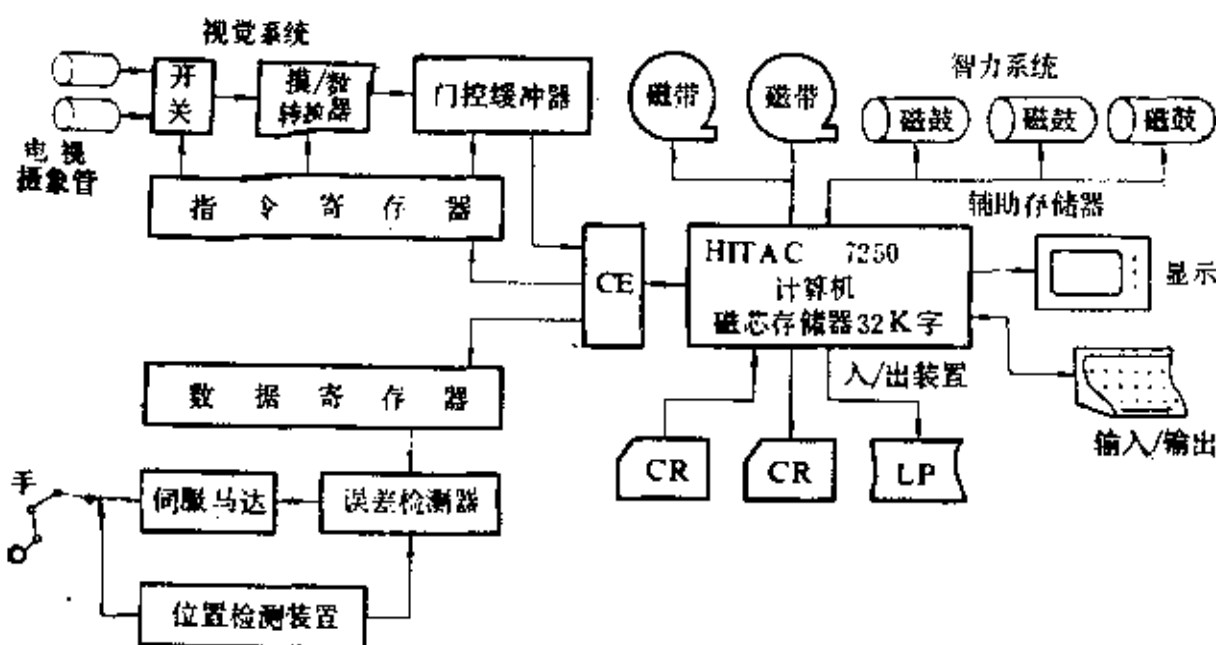 视觉系统
开
关
摸/数
转换器
门控缓冲器
电视
摄象管
指令寄存器
磁带
磁带
智力系统
磁鼓
磁鼓
磁鼓
辅助存储器
CE
HITAC 7250
计算机
磁芯存储器32K字
显示
入/出装置
输入/输出
CR
CR
LP
数据寄存器
手
伺服马达
误差检测器
位置检测装置